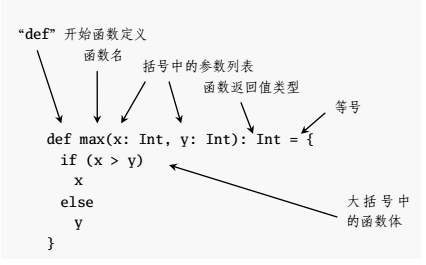 “def”开始函数定义
函数名
括号中的参数列表
函数返回值类型
等号
def max(x: Int, y: Int): Int = {
if (x > y)
x
else
y
}
大括号中
的函数体